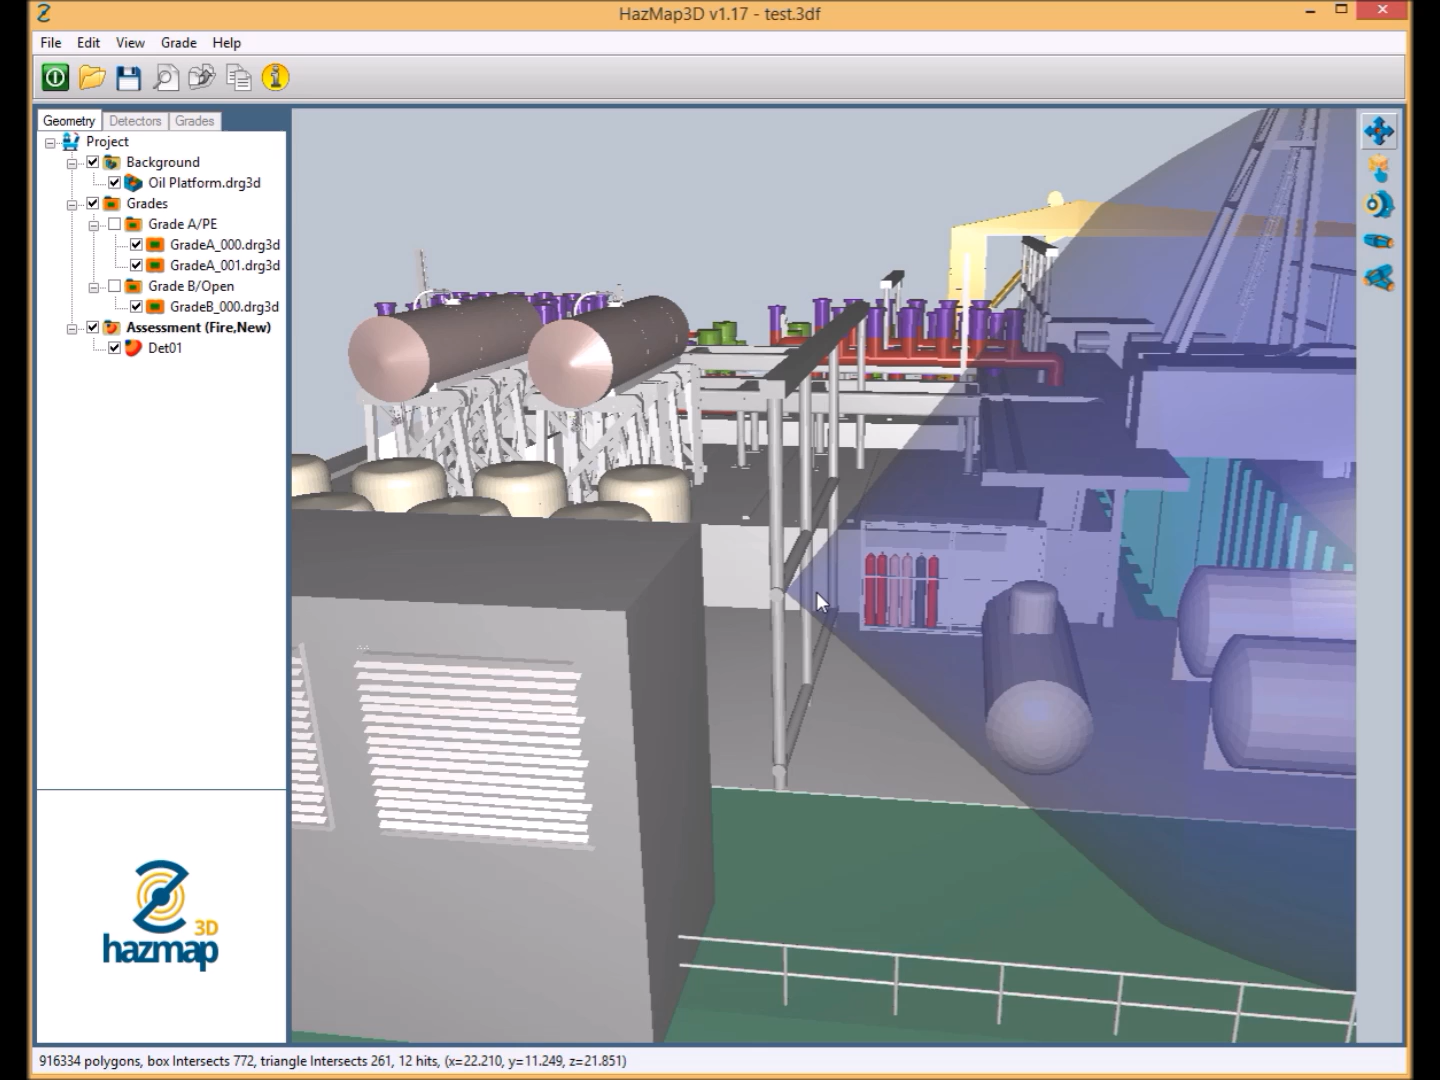 HazMap3D v1.17 - test.3df
File Edit View Grade Help
Geometry Detectors Grades
Project
Background
Oil Platform.drg3d
Grades
Grade A/PE
GradeA_000.drg3d
GradeA_001.drg3d
Grade B/Open
GradeB_000.drg3d
Assessment (Fire,New)
Det01
3D
hazmap
916334 polygons, box Intersects 772, triangle Intersects 261, 12 hits, (x=22.210, y=11.249, z=21.851)